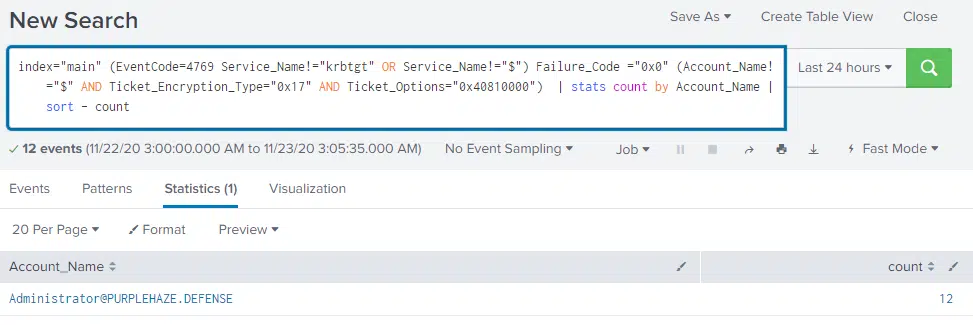 New Search
Save As ▾ Create Table View Close
index="main" (EventCode=4769 Service_Name!="krbtgt" OR Service_Name!="$") Failure_Code ="0x0" (Account_Name!
="$" AND Ticket_Encryption_Type="0x17" AND Ticket_Options="0x40810000") | stats count by Account_Name |
sort - count
Last 24 hours ▾
✓ 12 events (11/22/20 3:00:00.000 AM to 11/23/20 3:05:35.000 AM) No Event Sampling ▾ Job ▾ Fast Mode ▾
Events Patterns Statistics (1) Visualization
20 Per Page ▾ Format Preview ▾
Account_Name count
Administrator@PURPLEHAZE.DEFENSE 12